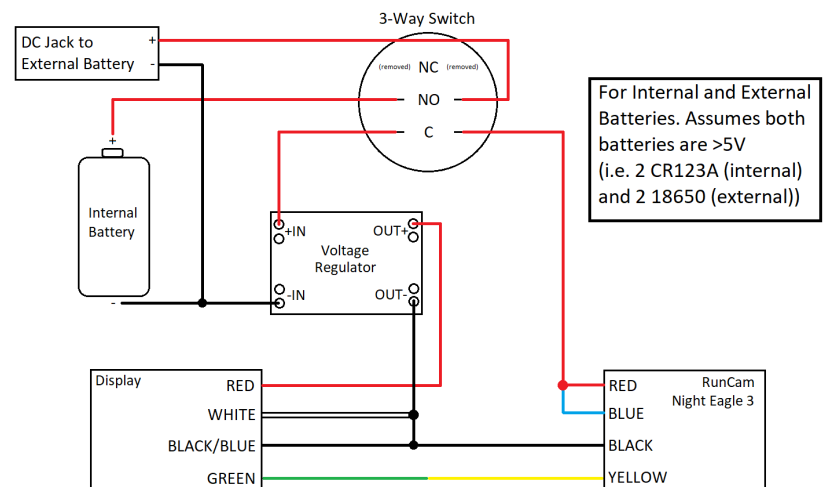 3-Way Switch
DC Jack to
External Battery
+
-
(removed) NC (removed)
NO
C
For Internal and External
Batteries. Assumes both
batteries are >5V
(i.e. 2 CR123A (internal)
and 2 18650 (external))
+
Internal
Battery
-
+IN
OUT+
Voltage
Regulator
-IN
OUT-
Display
RED
WHITE
BLACK/BLUE
GREEN
RunCam
Night Eagle 3
RED
BLUE
BLACK
YELLOW